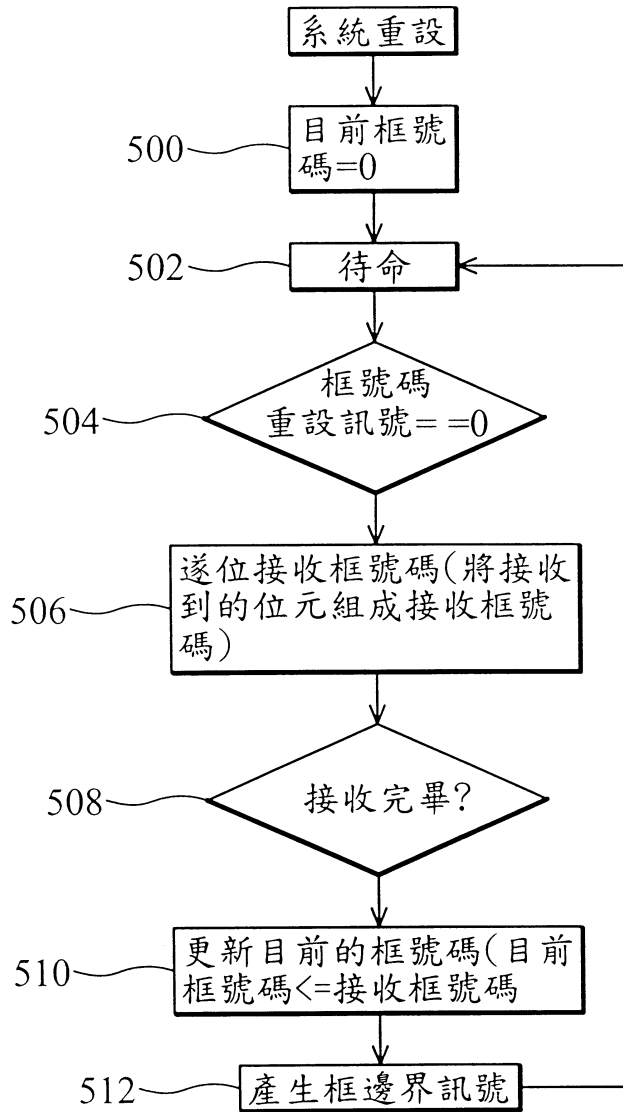 系統重設
500
目前框號
碼=0
502
待命
504
框號碼
重設訊號= =0
506
遂位接收框號碼(將接收
到的位元組成接收框號
碼)
508
接收完畢?
510
更新目前的框號碼(目前
框號碼<=接收框號碼
512
產生框邊界訊號